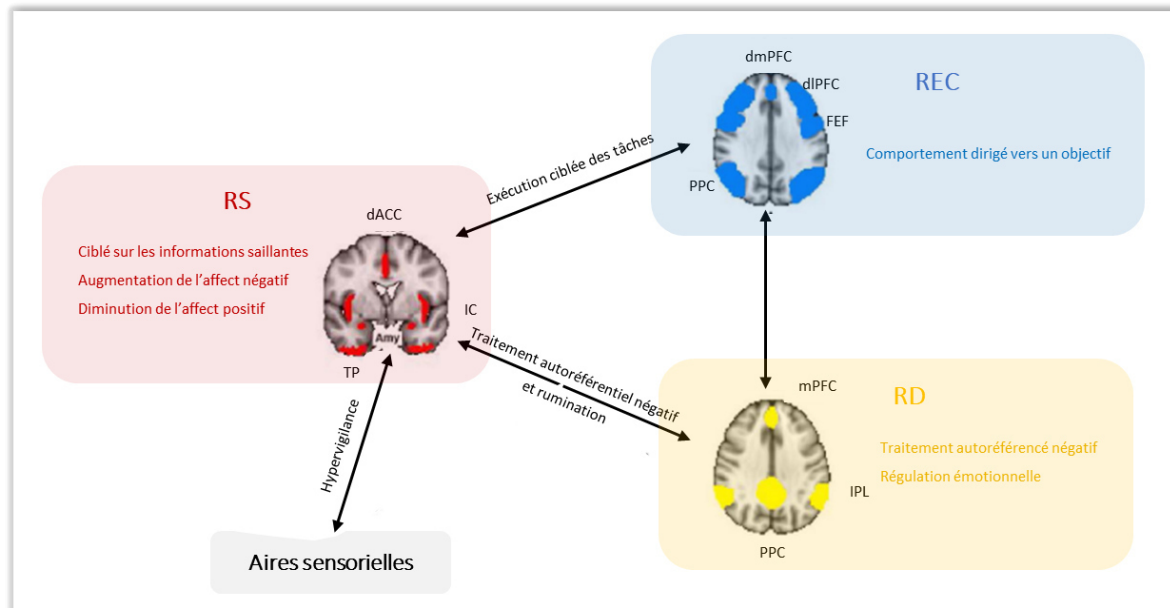 dmPFC
dlPFC
FEF
PPC
REC
Comportement dirigé vers un objectif
Exécution ciblée des tâches
RS
Ciblé sur les informations saillantes
Augmentation de l'affect négatif
Diminution de l'affect positif
dACC
IC
Amy
TP
Traitement autoréférentiel négatif
et rumination
Hypervigilance
mPFC
RD
Traitement autoréférencé négatif
Régulation émotionnelle
IPL
PPC
Aires sensorielles